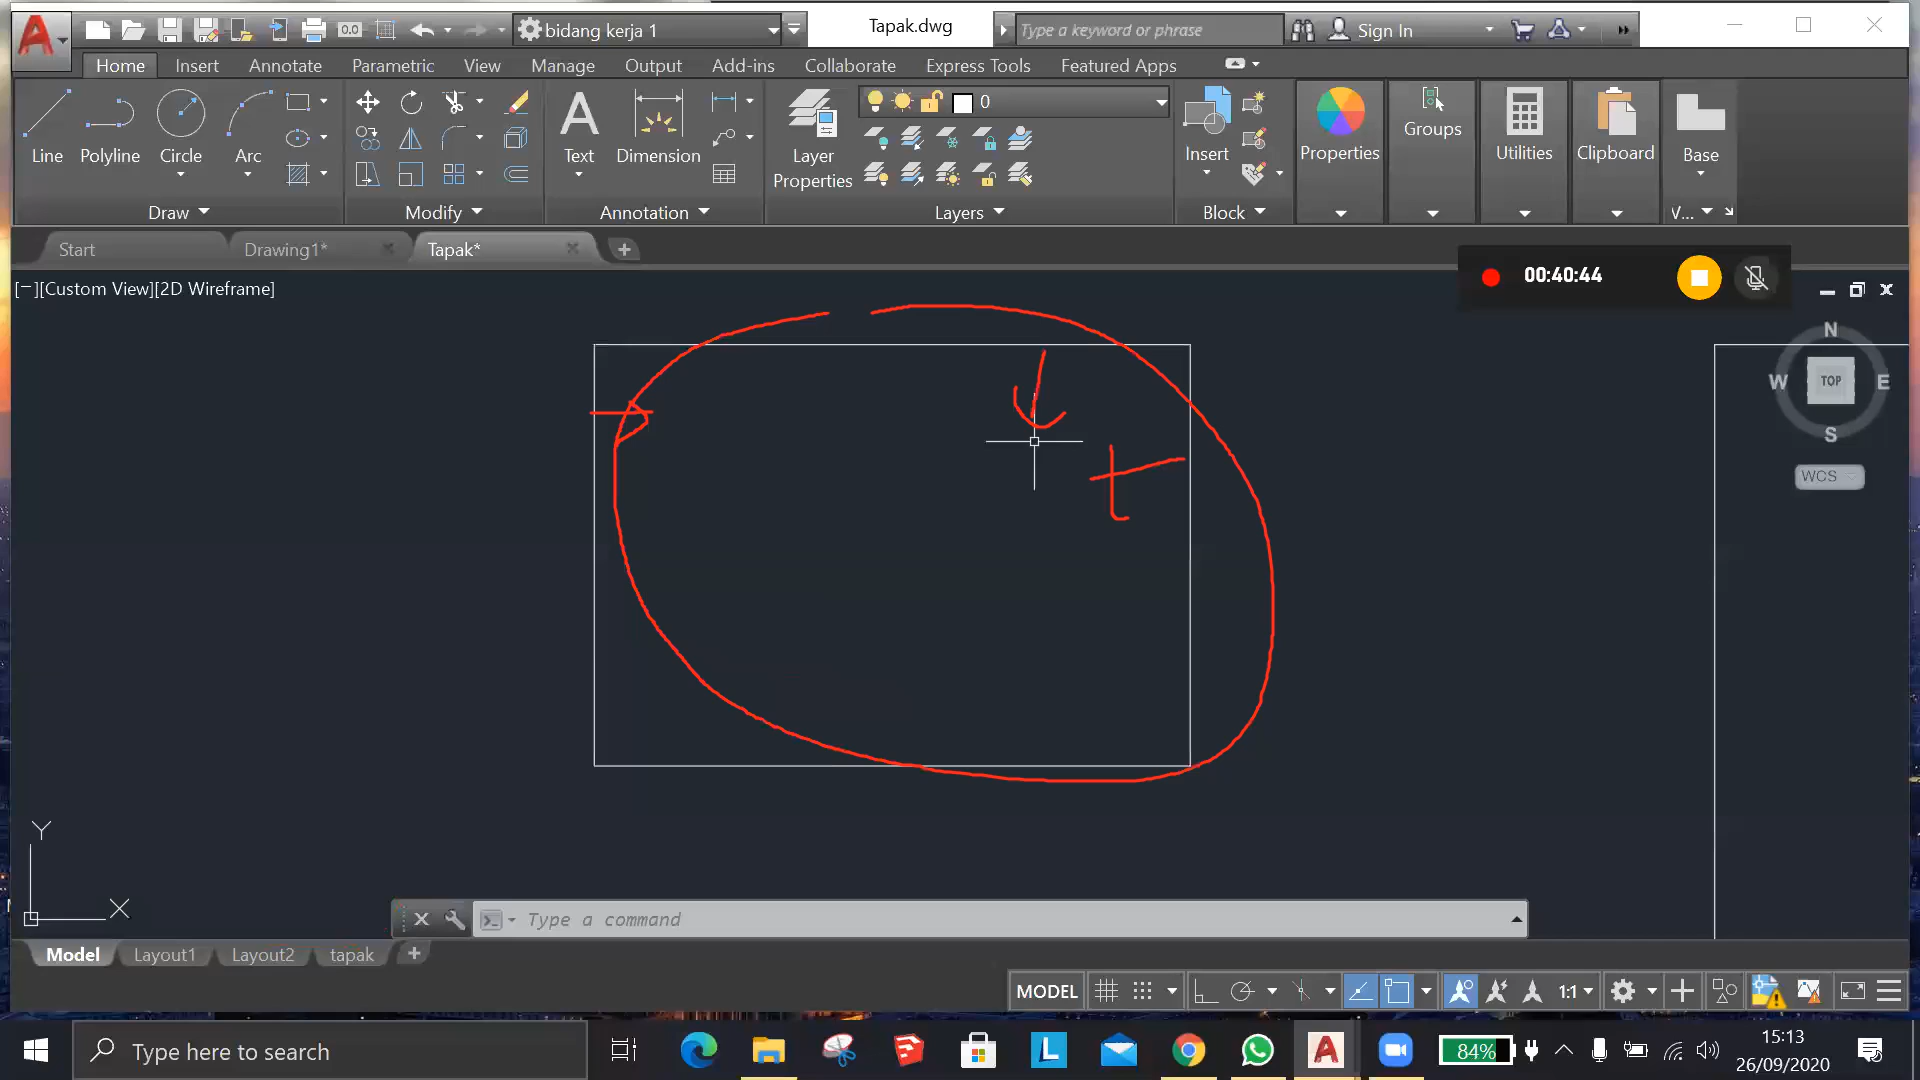 0.0
bidang kerja 1
Tapak.dwg
Type a keyword or phrase
Sign In
Home Insert Annotate Parametric View Manage Output Add-ins Collaborate Express Tools Featured Apps
Line Polyline Circle Arc
Text Dimension
Layer Properties
0
Insert
Properties
Groups
Utilities
Clipboard
Base
Draw Modify Annotation Layers Block V...
Start Drawing1* Tapak*
00:40:44
[−][Custom View][2D Wireframe]
N
W TOP E
S
WCS
t
Y
X
Type a command
Model Layout1 Layout2 tapak
MODEL 1:1
Type here to search
L
84%
15:13
26/09/2020